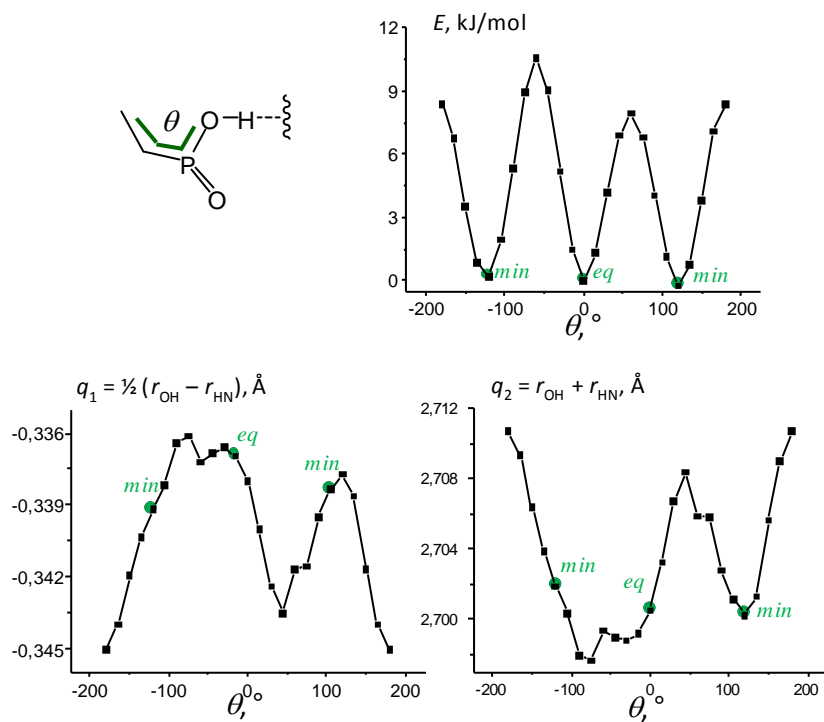 E, kJ/mol
12
9
6
3
0
min
eq
min
-200
-100
0
100
200
θ, °
θ
O
H
P
O
q1 = ½ (rOH – rHN), Å
-0,336
-0,339
-0,342
-0,345
min
eq
min
-200
-100
0
100
200
θ, °
q2 = rOH + rHN, Å
2,712
2,708
2,704
2,700
min
eq
min
-200
-100
0
100
200
θ, °